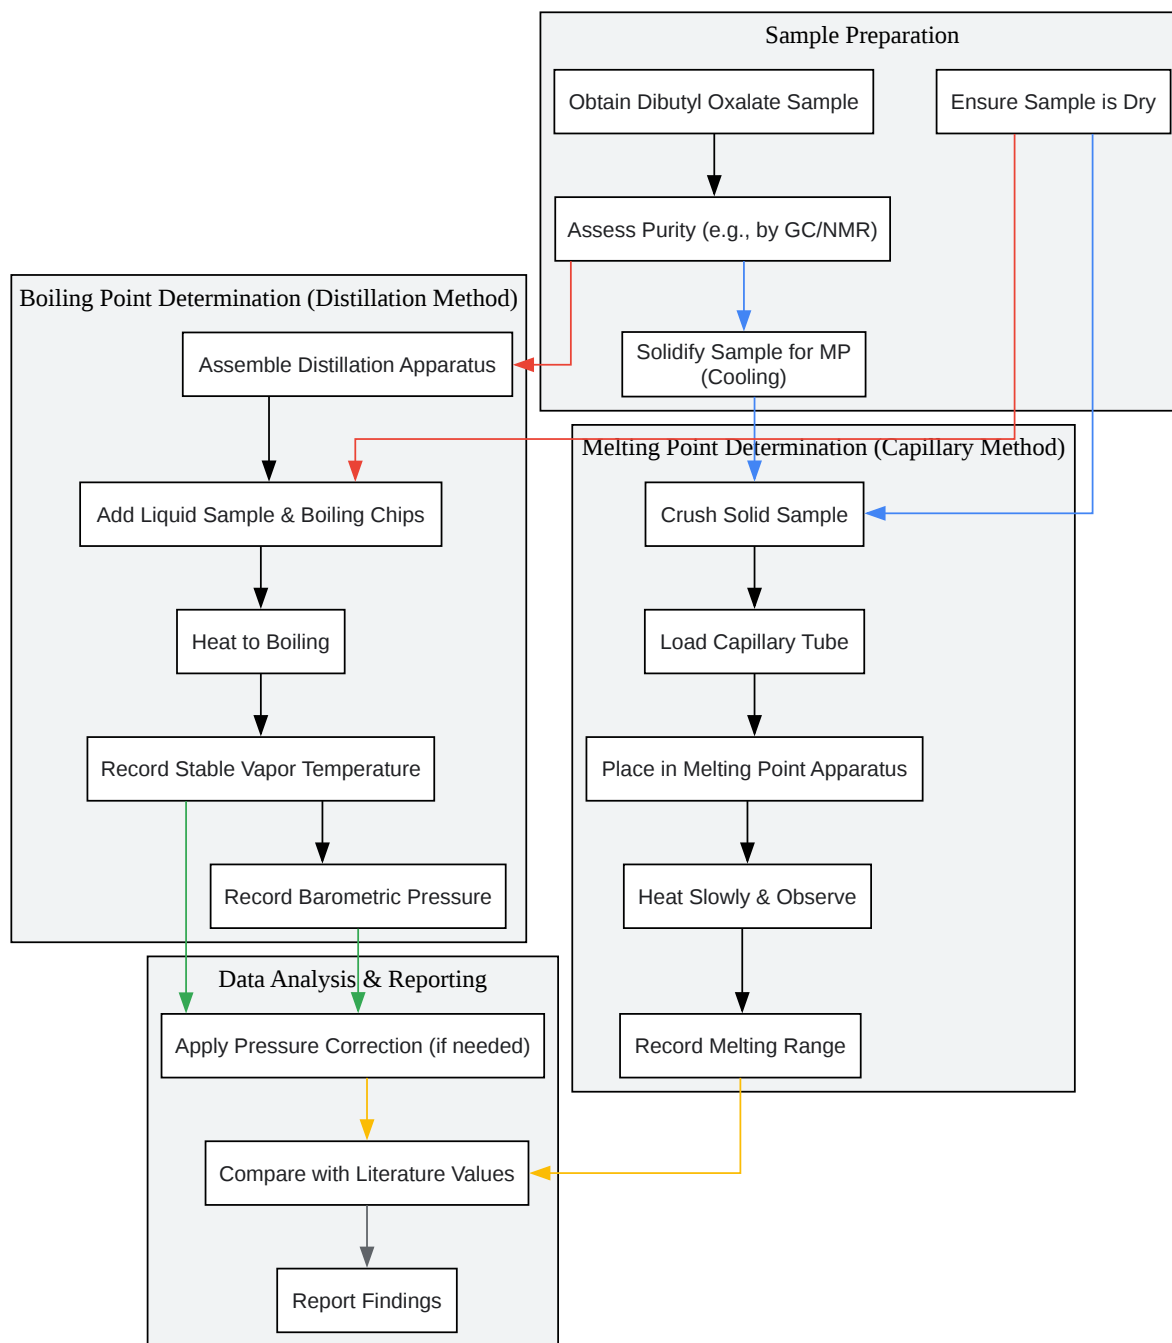 Sample Preparation
Obtain Dibutyl Oxalate Sample
Ensure Sample is Dry
Assess Purity (e.g., by GC/NMR)
Solidify Sample for MP
(Cooling)
Boiling Point Determination (Distillation Method)
Assemble Distillation Apparatus
Add Liquid Sample & Boiling Chips
Heat to Boiling
Record Stable Vapor Temperature
Record Barometric Pressure
Melting Point Determination (Capillary Method)
Crush Solid Sample
Load Capillary Tube
Place in Melting Point Apparatus
Heat Slowly & Observe
Record Melting Range
Data Analysis & Reporting
Apply Pressure Correction (if needed)
Compare with Literature Values
Report Findings